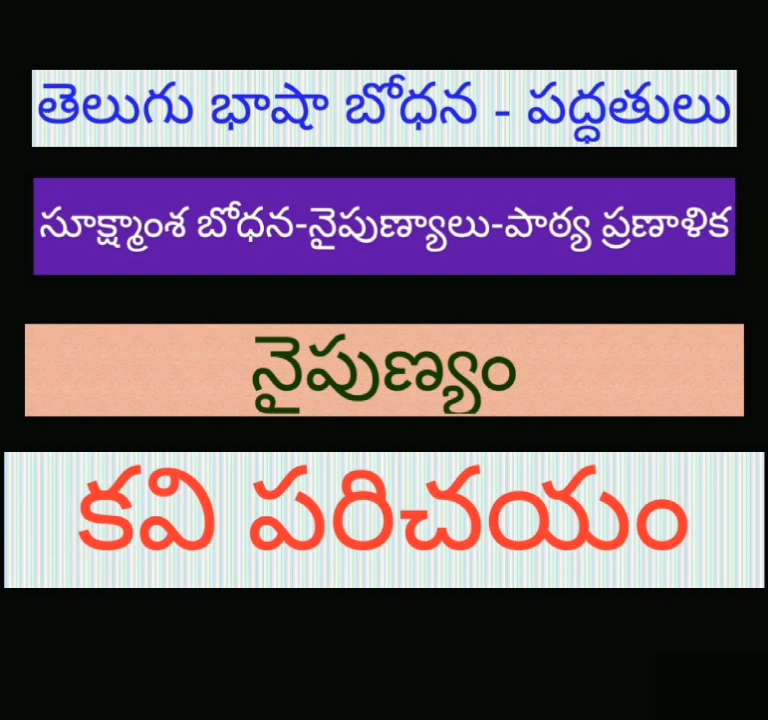 తెలుగు భాషా బోధన - పద్ధతులు
సూక్ష్మాంశ బోధన-నైపుణ్యాలు-పాఠ్య ప్రణాళిక
నైపుణ్యం
కవి పరిచయం